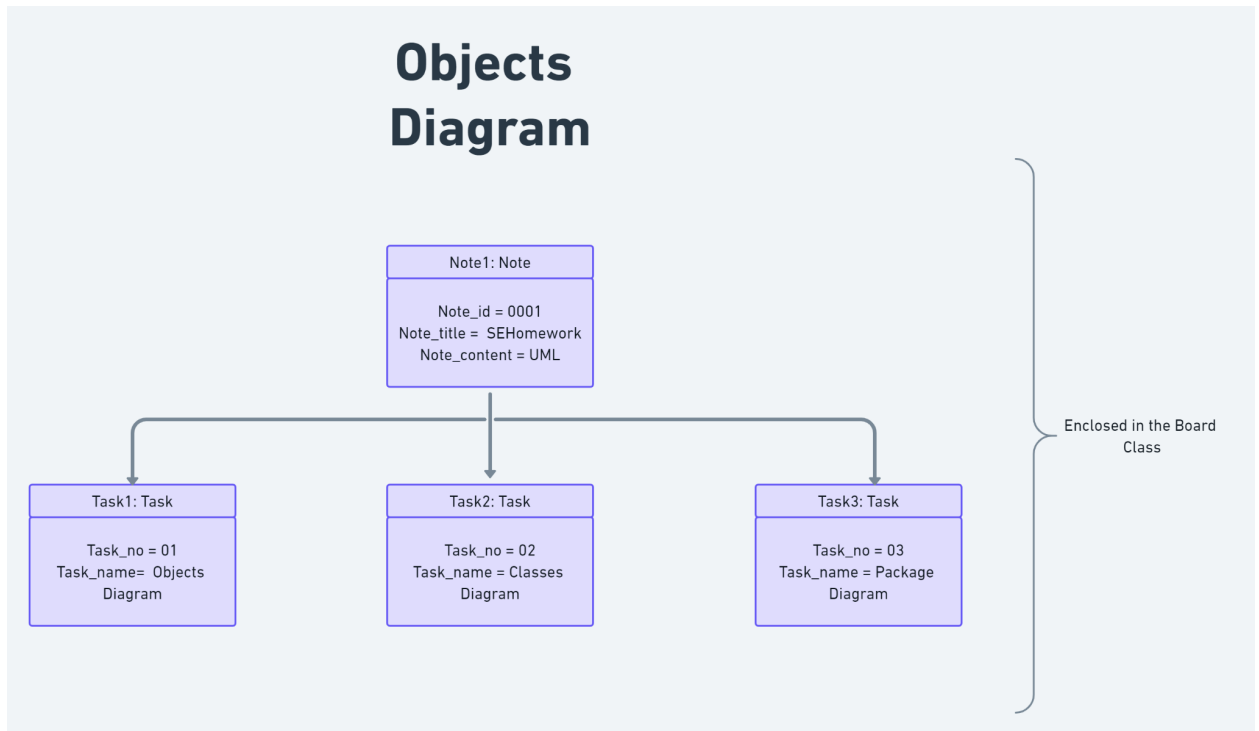 Objects
Diagram
Note1: Note
Note_id = 0001
Note_title =  SEHomework
Note_content = UML
Enclosed in the Board
Class
Task1: Task
Task_no = 01
Task_name=  Objects
Diagram
Task2: Task
Task_no = 02
Task_name = Classes
Diagram
Task3: Task
Task_no = 03
Task_name = Package
Diagram